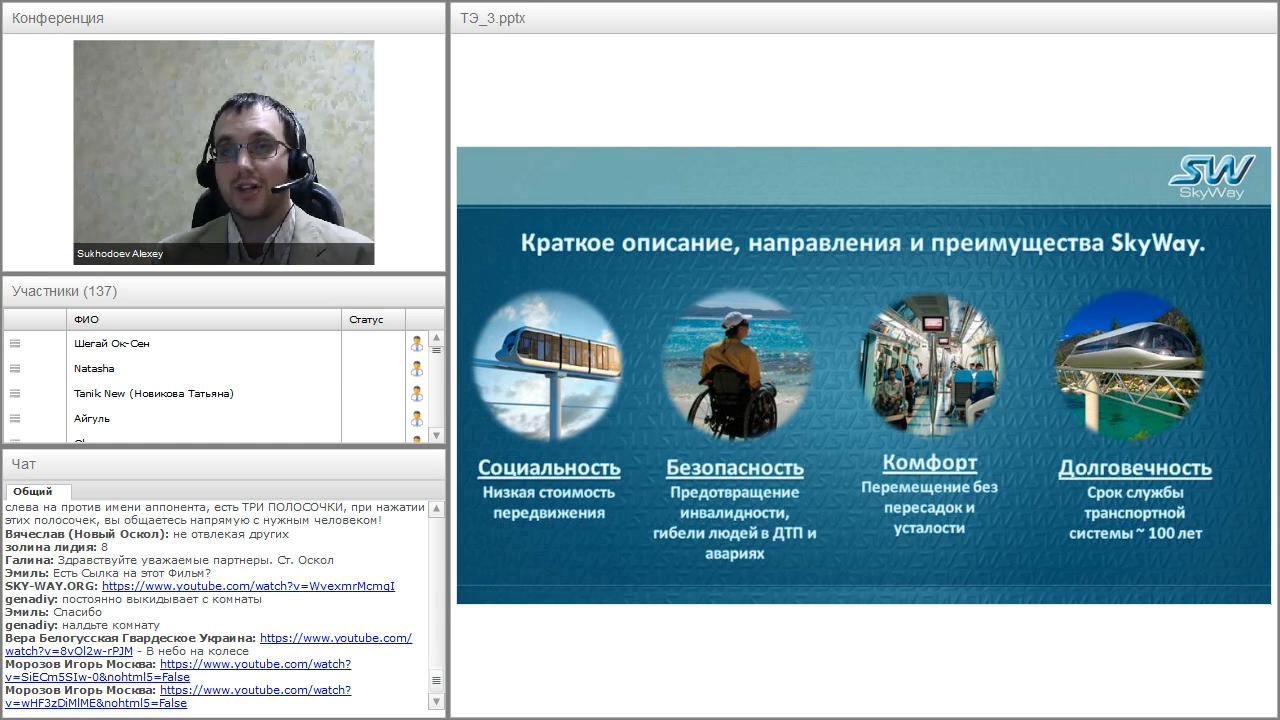 Конференция
Sukhodoev Alexey
Участники (137)
ФИО
Статус
Шегай Ок-Сен
Natasha
Tanik New (Новикова Татьяна)
Айгуль
Чат
Общий
слева на против имени аппонента, есть ТРИ ПОЛОСОЧКИ, при нажатии
этих полосочек, вы общаетесь напрямую с нужным человеком!
Вячеслав (Новый Оскол): не отвлекая других
золина лидия: 8
Галина: Здравствуйте уважаемые партнеры. Ст. Оскол
Эмиль: Есть Сылка на этот Фильм?
SKY-WAY.ORG: https://www.youtube.com/watch?v=WvexmrMcmqI
genadiy: постоянно выкидывает с комнаты
Эмиль: Спасибо
genadiy: налдьте комнату
Вера Белогусская Гвардеское Украина: https://www.youtube.com/
watch?v=8vOl2w-rPJM - В небо на колесе
Морозов Игорь Москва: https://www.youtube.com/watch?
v=SiECm5SIw-0&nohtml5=False
Морозов Игорь Москва: https://www.youtube.com/watch?
v=wHF3zDiMlME&nohtml5=False
ТЭ_3.pptx
SW
SkyWay
Краткое описание, направления и преимущества SkyWay.
Социальность
Низкая стоимость
передвижения
Безопасность
Предотвращение
инвалидности,
гибели людей в ДТП и
авариях
Комфорт
Перемещение без
пересадок и
усталости
Долговечность
Срок службы
транспортной
системы ~ 100 лет